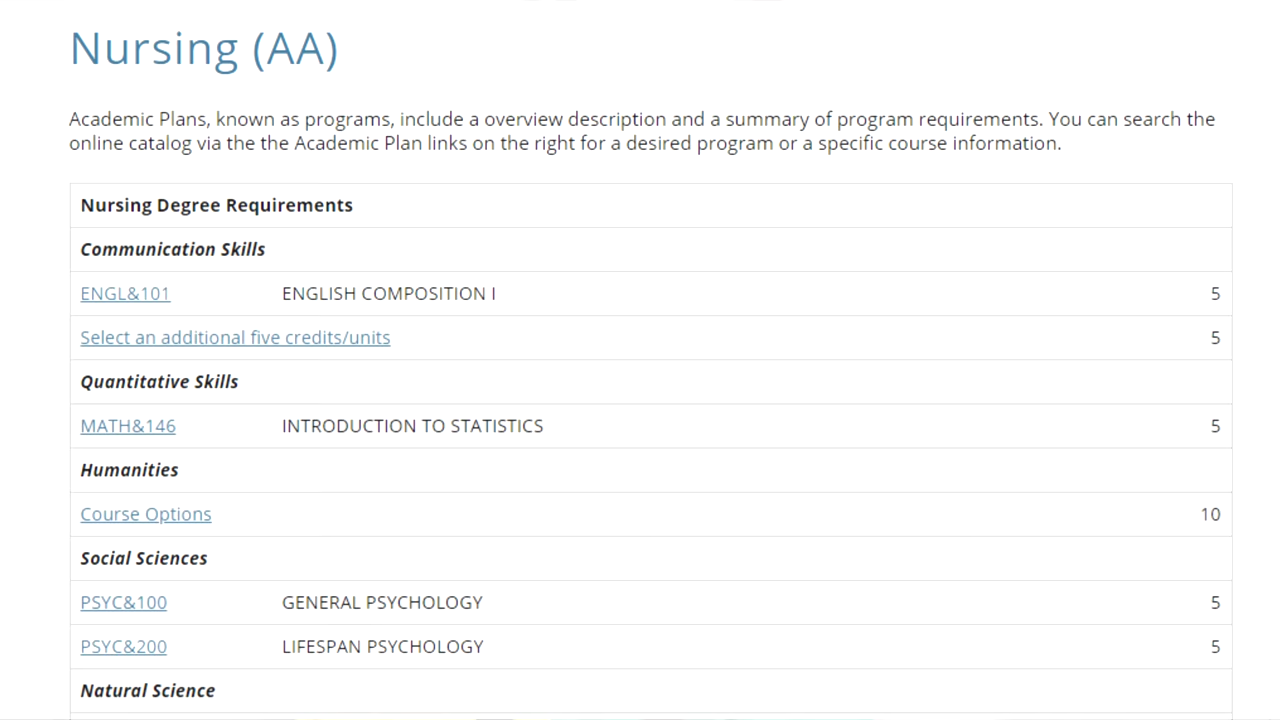 Nursing (AA)
Academic Plans, known as programs, include a overview description and a summary of program requirements. You can search the
online catalog via the the Academic Plan links on the right for a desired program or a specific course information.
Nursing Degree Requirements
Communication Skills
ENGL&101 ENGLISH COMPOSITION I 5
Select an additional five credits/units 5
Quantitative Skills
MATH&146 INTRODUCTION TO STATISTICS 5
Humanities
Course Options 10
Social Sciences
PSYC&100 GENERAL PSYCHOLOGY 5
PSYC&200 LIFESPAN PSYCHOLOGY 5
Natural Science